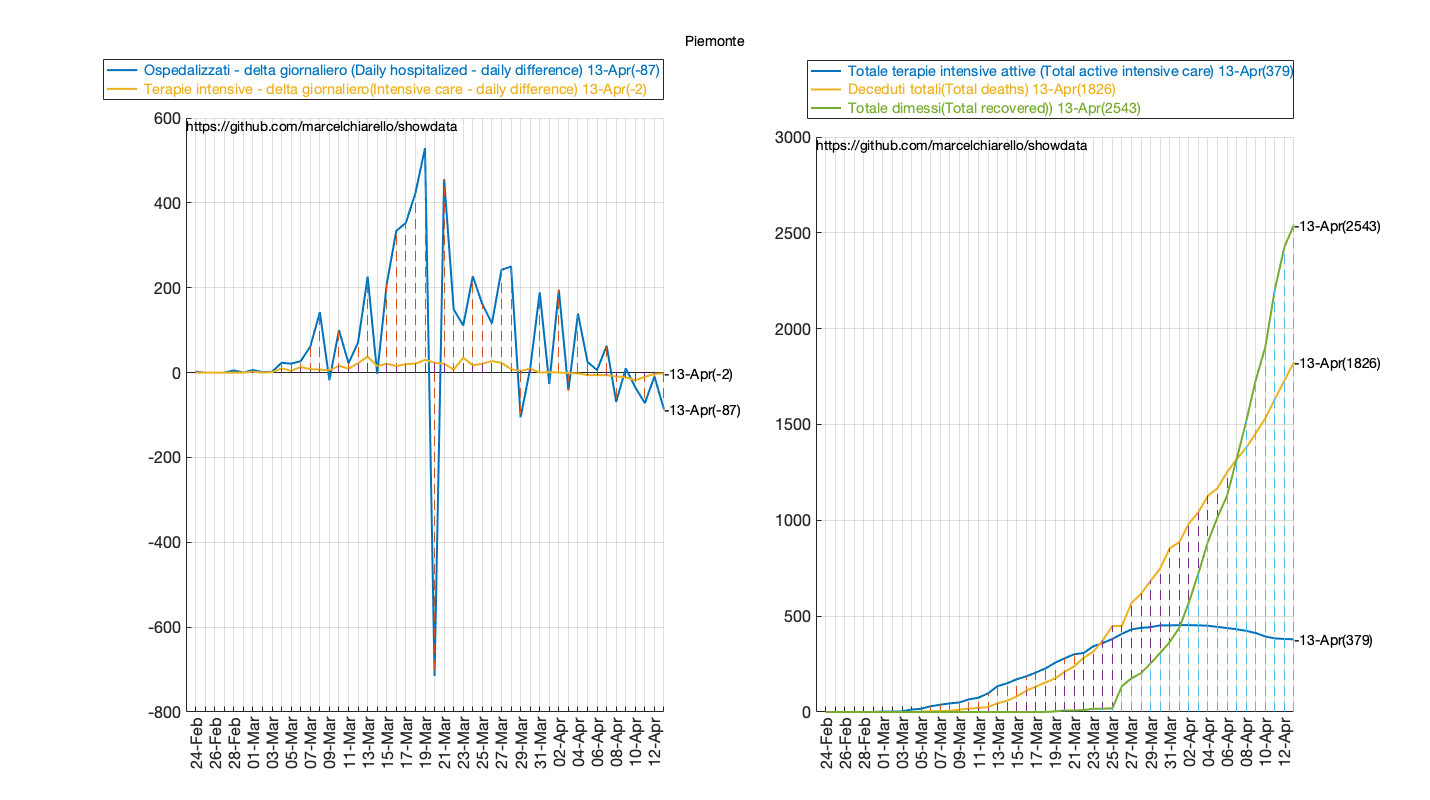 Piemonte
Ospedalizzati - delta giornaliero (Daily hospitalized - daily difference) 13-Apr(-87)
Terapie intensive - delta giornaliero(Intensive care - daily difference) 13-Apr(-2)
https://github.com/marcelchiarello/showdata
600
400
200
0
-200
-400
-600
-800
13-Apr(-2)
13-Apr(-87)
24-Feb
26-Feb
28-Feb
01-Mar
03-Mar
05-Mar
07-Mar
09-Mar
11-Mar
13-Mar
15-Mar
17-Mar
19-Mar
21-Mar
23-Mar
25-Mar
27-Mar
29-Mar
31-Mar
02-Apr
04-Apr
06-Apr
08-Apr
10-Apr
12-Apr
Totale terapie intensive attive (Total active intensive care) 13-Apr(379)
Deceduti totali(Total deaths) 13-Apr(1826)
Totale dimessi(Total recovered)) 13-Apr(2543)
https://github.com/marcelchiarello/showdata
3000
2500
2000
1500
1000
500
0
13-Apr(2543)
13-Apr(1826)
13-Apr(379)
24-Feb
26-Feb
28-Feb
01-Mar
03-Mar
05-Mar
07-Mar
09-Mar
11-Mar
13-Mar
15-Mar
17-Mar
19-Mar
21-Mar
23-Mar
25-Mar
27-Mar
29-Mar
31-Mar
02-Apr
04-Apr
06-Apr
08-Apr
10-Apr
12-Apr